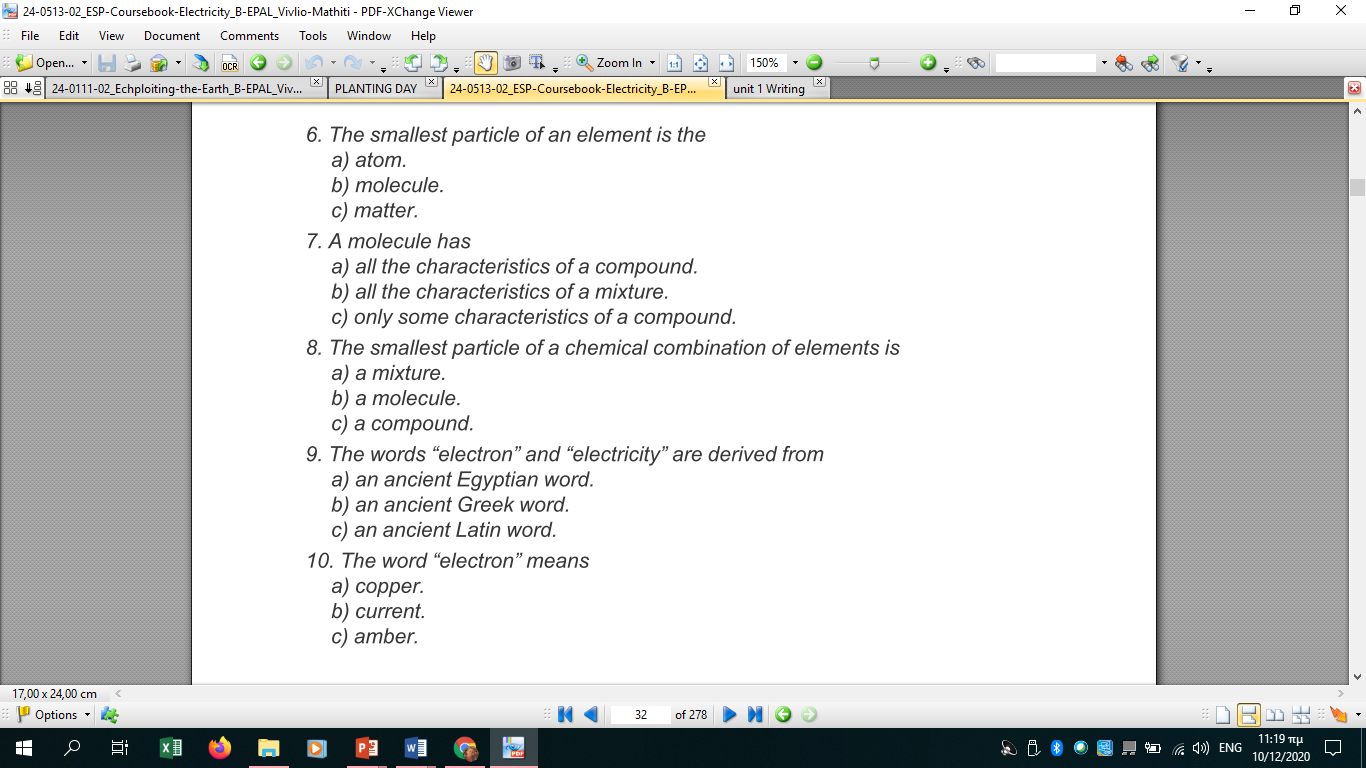 24-0513-02_ESP-Coursebook-Electricity_B-EPAL_Vivlio-Mathiti - PDF-XChange Viewer
File Edit View Document Comments Tools Window Help
Open... OCR Zoom In 1:1 150%
24-0111-02_Echploiting-the-Earth_B-EPAL_Viv... PLANTING DAY 24-0513-02_ESP-Coursebook-Electricity_B-EP... unit 1 Writing
6. The smallest particle of an element is the
a) atom.
b) molecule.
c) matter.
7. A molecule has
a) all the characteristics of a compound.
b) all the characteristics of a mixture.
c) only some characteristics of a compound.
8. The smallest particle of a chemical combination of elements is
a) a mixture.
b) a molecule.
c) a compound.
9. The words “electron” and “electricity” are derived from
a) an ancient Egyptian word.
b) an ancient Greek word.
c) an ancient Latin word.
10. The word “electron” means
a) copper.
b) current.
c) amber.
17,00 x 24,00 cm
Options 32 of 278
ENG 11:19 πμ
10/12/2020